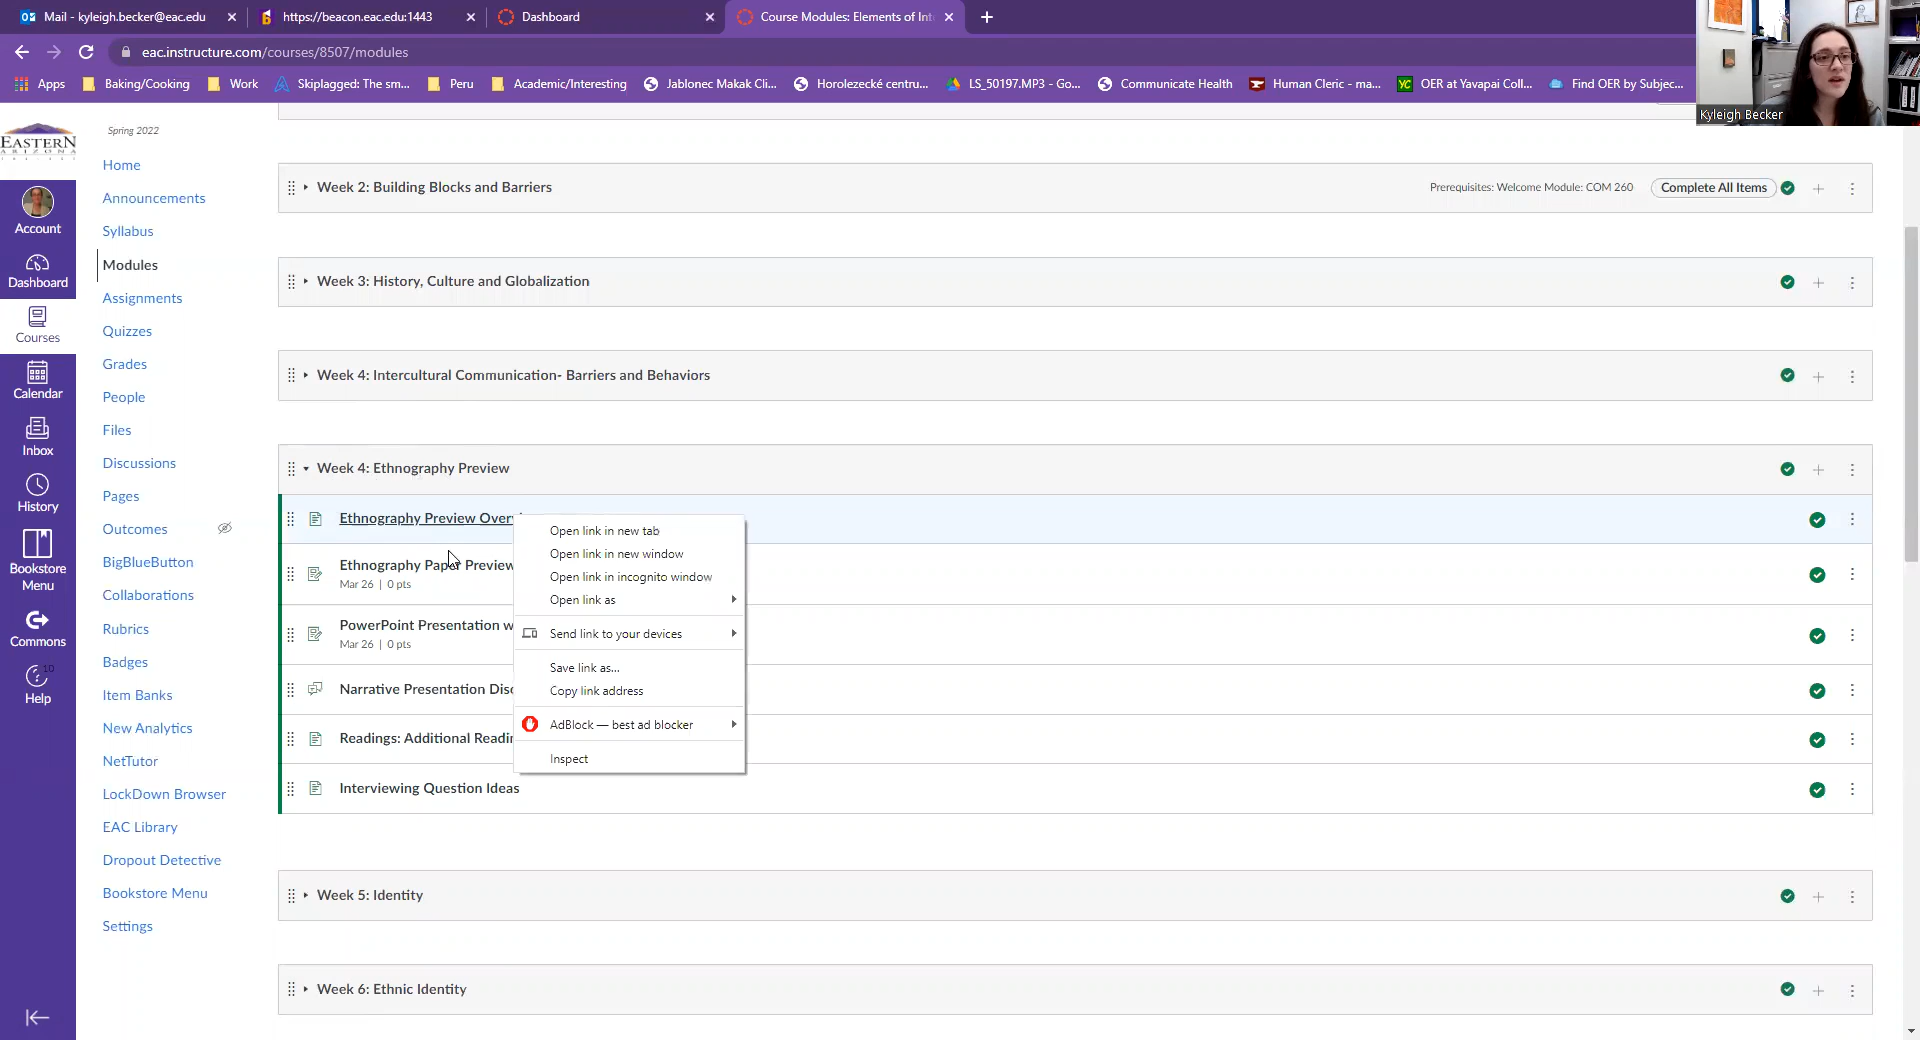 Mail - kyleigh.becker@eac.edu
https://beacon.eac.edu:1443
Dashboard
Course Modules: Elements of Int
eac.instructure.com/courses/8507/modules
Apps
Baking/Cooking
Work
Skiplagged: The sm...
Peru
Academic/Interesting
Jablonec Makak Cli...
Horolezecké centru...
LS_50197.MP3 - Go...
Communicate Health
Human Cleric - ma...
YC
OER at Yavapai Coll...
Find OER by Subjec...
Kyleigh Becker
EASTERN
ARIZONA
Account
Dashboard
Courses
Calendar
Inbox
History
Bookstore
Menu
Commons
10
Help
Spring 2022
Home
Announcements
Syllabus
Modules
Assignments
Quizzes
Grades
People
Files
Discussions
Pages
Outcomes
BigBlueButton
Collaborations
Rubrics
Badges
Item Banks
New Analytics
NetTutor
LockDown Browser
EAC Library
Dropout Detective
Bookstore Menu
Settings
Week 2: Building Blocks and Barriers
Prerequisites: Welcome Module: COM 260
Complete All Items
Week 3: History, Culture and Globalization
Week 4: Intercultural Communication- Barriers and Behaviors
Week 4: Ethnography Preview
Ethnography Preview Overv
Ethnography Paper Preview
Mar 26 | 0 pts
PowerPoint Presentation w
Mar 26 | 0 pts
Narrative Presentation Disc
Readings: Additional Readin
Interviewing Question Ideas
Open link in new tab
Open link in new window
Open link in incognito window
Open link as
Send link to your devices
Save link as...
Copy link address
AdBlock — best ad blocker
Inspect
Week 5: Identity
Week 6: Ethnic Identity